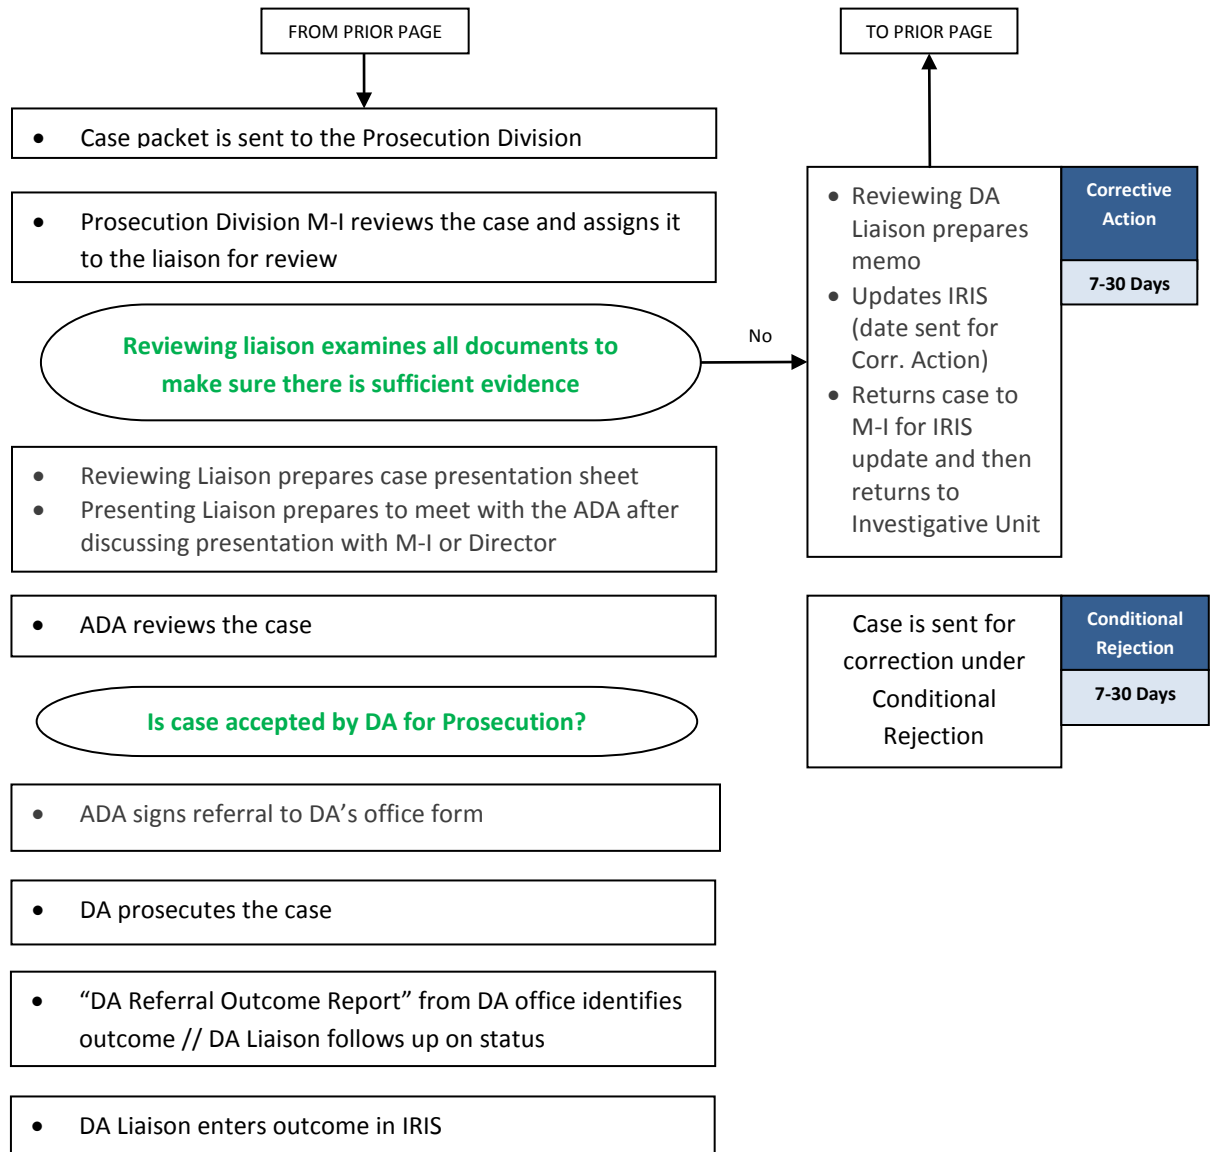 FROM PRIOR PAGE
TO PRIOR PAGE
• Case packet is sent to the Prosecution Division
• Prosecution Division M-I reviews the case and assigns it
to the liaison for review
Reviewing liaison examines all documents to
make sure there is sufficient evidence
No
• Reviewing DA
Liaison prepares
memo
• Updates IRIS
(date sent for
Corr. Action)
• Returns case to
M-I for IRIS
update and then
returns to
Investigative Unit
Corrective
Action
7-30 Days
• Reviewing Liaison prepares case presentation sheet
• Presenting Liaison prepares to meet with the ADA after
discussing presentation with M-I or Director
• ADA reviews the case
Case is sent for
correction under
Conditional
Rejection
Conditional
Rejection
7-30 Days
Is case accepted by DA for Prosecution?
• ADA signs referral to DA’s office form
• DA prosecutes the case
• “DA Referral Outcome Report” from DA office identifies
outcome // DA Liaison follows up on status
• DA Liaison enters outcome in IRIS